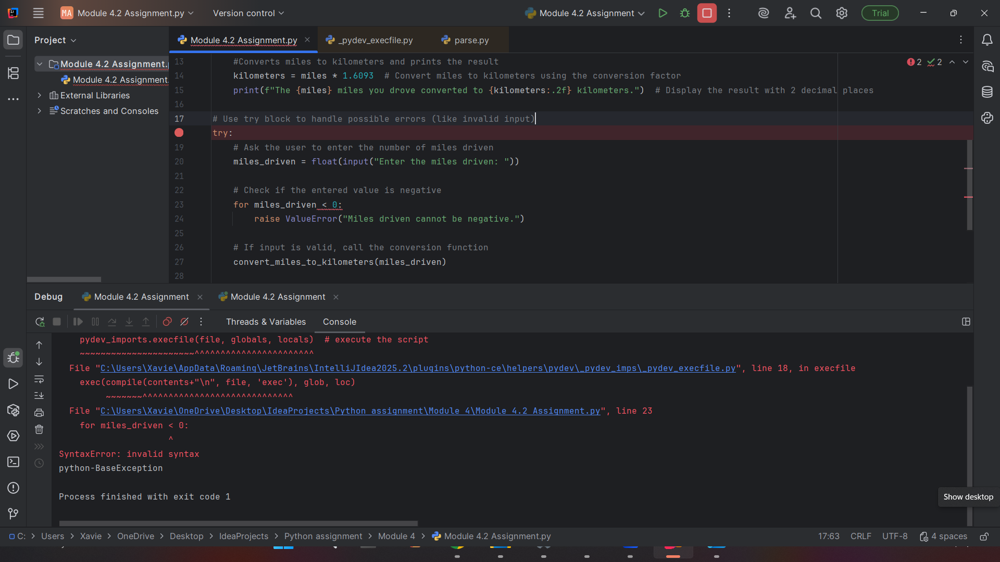 MA Module 4.2 Assignment.py Version control Module 4.2 Assignment Trial
Project
Module 4.2 Assignment.py _pydev_execfile.py parse.py
Module 4.2 Assignment.
Module 4.2 Assignment.
External Libraries
Scratches and Consoles
2 2
13 #Converts miles to kilometers and prints the result
14 kilometers = miles * 1.6093  # Convert miles to kilometers using the conversion factor
15 print(f"The {miles} miles you drove converted to {kilometers:.2f} kilometers.")  # Display the result with 2 decimal places
16
17 # Use try block to handle possible errors (like invalid input)
try:
19 # Ask the user to enter the number of miles driven
20 miles_driven = float(input("Enter the miles driven: "))
21
22 # Check if the entered value is negative
23 for miles_driven < 0:
24 raise ValueError("Miles driven cannot be negative.")
25
26 # If input is valid, call the conversion function
27 convert_miles_to_kilometers(miles_driven)
28
Debug Module 4.2 Assignment Module 4.2 Assignment
Threads & Variables Console
pydev_imports.execfile(file, globals, locals)  # execute the script
~~~~~~~~~~~~~~~~~~~~~~^^^^^^^^^^^^^^^^^^^^^^^
File "C:\Users\Xavie\AppData\Roaming\JetBrains\IntelliJIdea2025.2\plugins\python-ce\helpers\pydev\_pydev_imps\_pydev_execfile.py", line 18, in execfile
exec(compile(contents+"\n", file, 'exec'), glob, loc)
~~~~~~~^^^^^^^^^^^^^^^^^^^^^^^^^^^^^
File "C:\Users\Xavie\OneDrive\Desktop\IdeaProjects\Python assignment\Module 4\Module 4.2 Assignment.py", line 23
for miles_driven < 0:
^
SyntaxError: invalid syntax
python-BaseException
Process finished with exit code 1
Show desktop
C: > Users > Xavie > OneDrive > Desktop > IdeaProjects > Python assignment > Module 4 > Module 4.2 Assignment.py 17:63 CRLF UTF-8 4 spaces